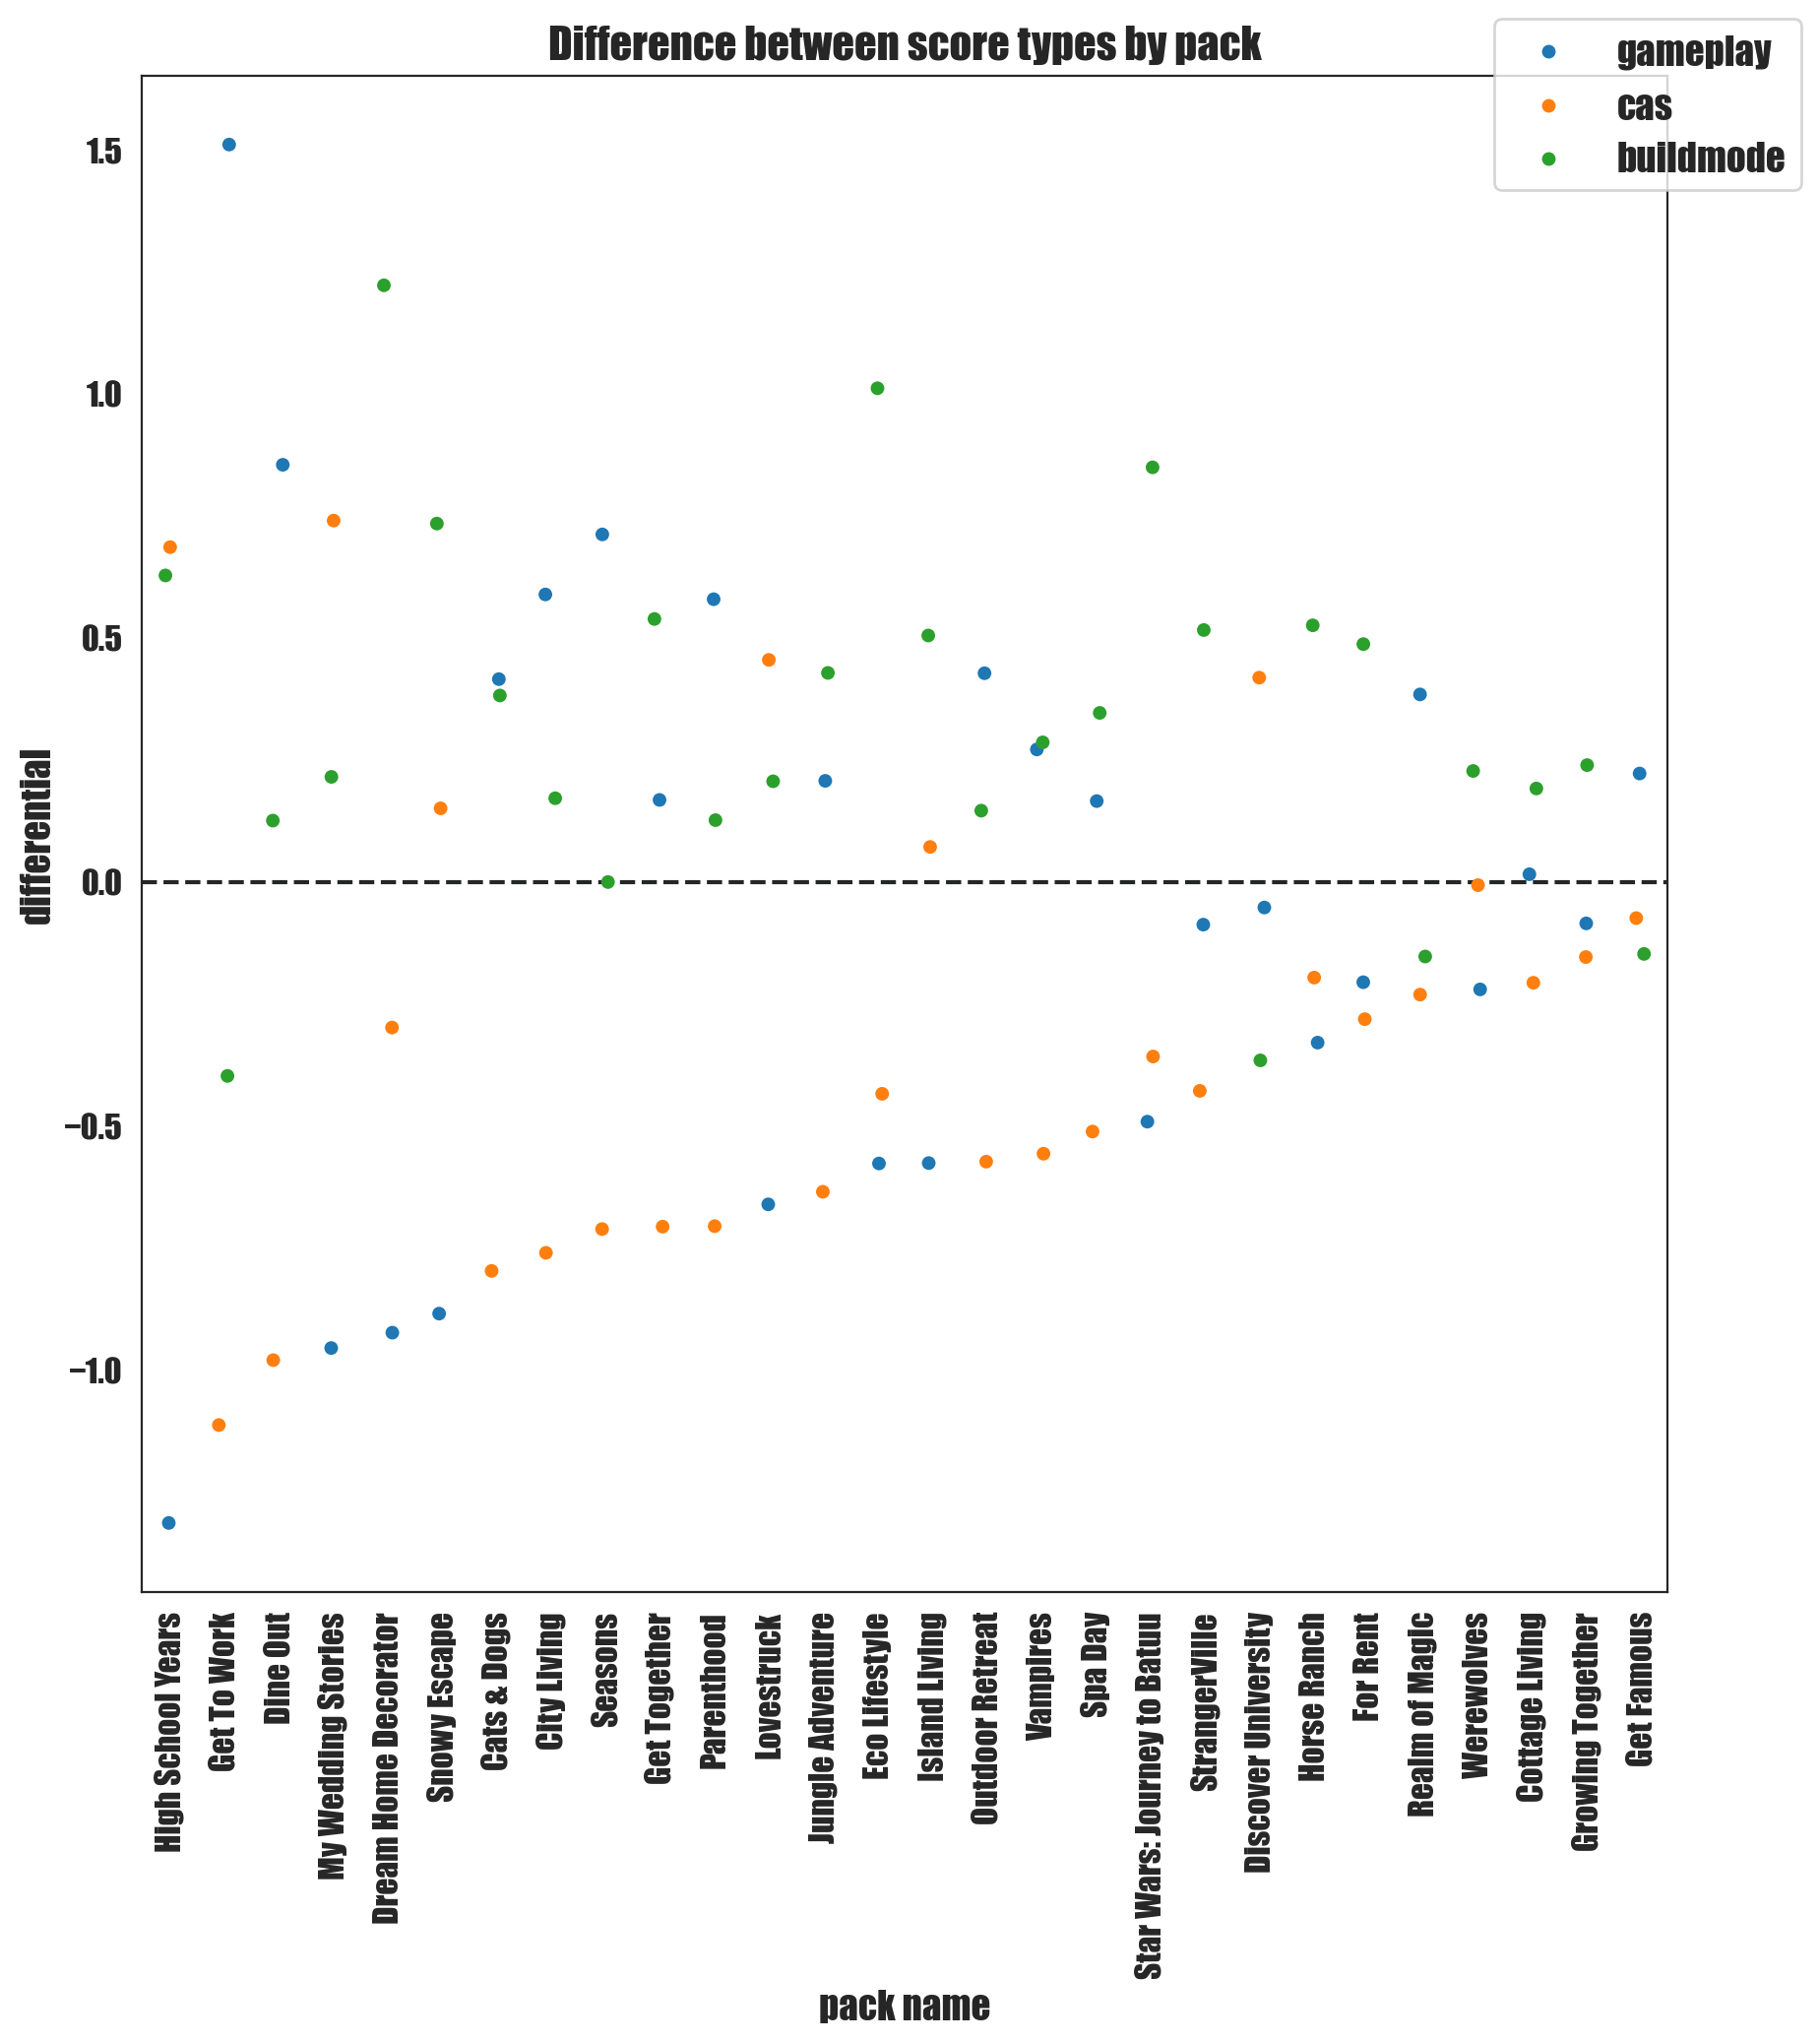 Difference between score types by pack
gameplay
cas
buildmode
1.5
1.0
0.5
0.0
−0.5
−1.0
differential
High School Years
Get To Work
Dine Out
My Wedding Stories
Dream Home Decorator
Snowy Escape
Cats & Dogs
City Living
Seasons
Get Together
Parenthood
Lovestruck
Jungle Adventure
Eco Lifestyle
Island Living
Outdoor Retreat
Vampires
Spa Day
Star Wars: Journey to Batuu
StrangerVille
Discover University
Horse Ranch
For Rent
Realm of Magic
Werewolves
Cottage Living
Growing Together
Get Famous
pack name